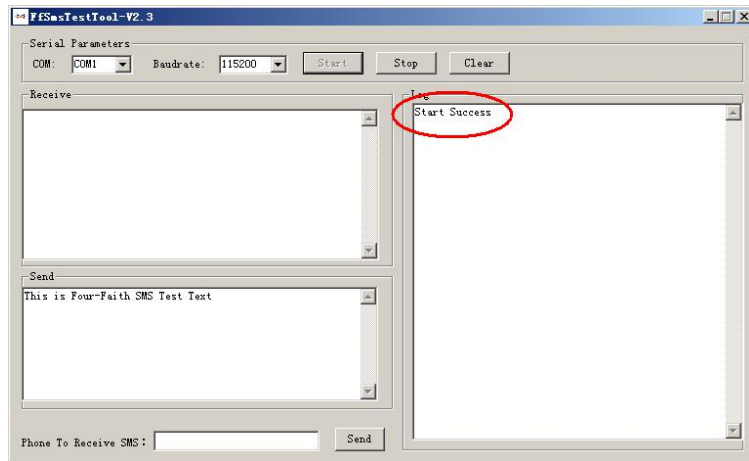 FfSmsTestTool-V2.3
Serial Parameters
COM: COM1 Baudrate: 115200 Start Stop Clear
Receive
Log
Start Success
Send
This is Four-Faith SMS Test Text
Phone To Receive SMS: Send